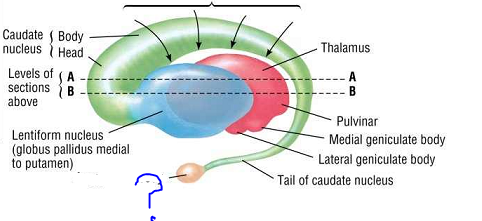 Caudate nucleus { Body
Head
Thalamus
Levels of sections above { A
B
A
B
Pulvinar
Lentiform nucleus
(globus pallidus medial
to putamen)
Medial geniculate body
Lateral geniculate body
Tail of caudate nucleus
?